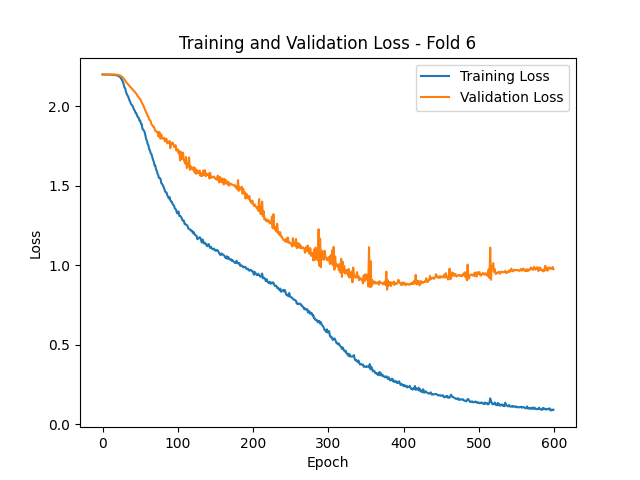 Training and Validation Loss - Fold 6
Training Loss
Validation Loss
2.0
1.5
1.0
0.5
0.0
Loss
0 100 200 300 400 500 600
Epoch